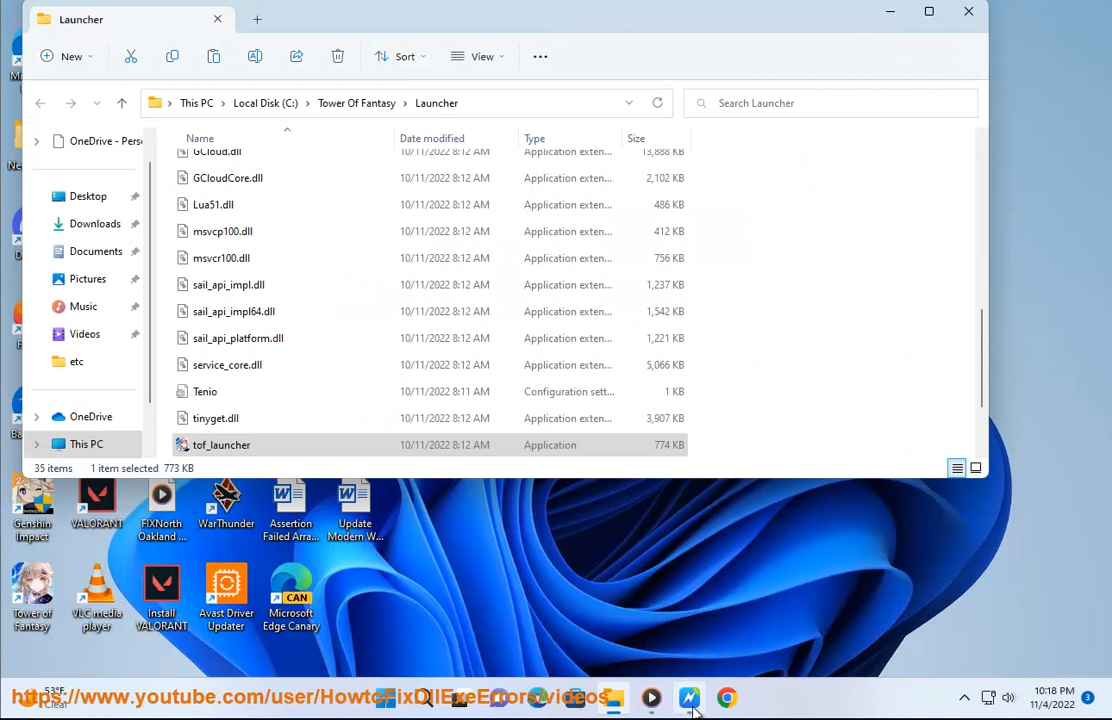 Launcher
New
Sort
View
This PC > Local Disk (C:) > Tower Of Fantasy > Launcher
Search Launcher
Name Date modified Type Size
OneDrive - Pers
Desktop
Downloads
Documents
Pictures
Music
Videos
etc
OneDrive
This PC
GCloud.dll 10/11/2022 8:12 AM Application exten... 13,888 KB
GCloudCore.dll 10/11/2022 8:12 AM Application exten... 2,102 KB
Lua51.dll 10/11/2022 8:12 AM Application exten... 486 KB
msvcp100.dll 10/11/2022 8:12 AM Application exten... 412 KB
msvcr100.dll 10/11/2022 8:12 AM Application exten... 756 KB
sail_api_impl.dll 10/11/2022 8:12 AM Application exten... 1,237 KB
sail_api_impl64.dll 10/11/2022 8:12 AM Application exten... 1,542 KB
sail_api_platform.dll 10/11/2022 8:12 AM Application exten... 1,221 KB
service_core.dll 10/11/2022 8:12 AM Application exten... 5,066 KB
Tenio 10/11/2022 8:11 AM Configuration sett... 1 KB
tinyget.dll 10/11/2022 8:12 AM Application exten... 3,907 KB
tof_launcher 10/11/2022 8:12 AM Application 774 KB
35 items 1 item selected 773 KB
Genshin Impact
VALORANT
FIXNorth Oakland ...
WarThunder
Assertion Failed Arra...
Update Modern W...
Tower of Fantasy
VLC media player
Install VALORANT
Avast Driver Updater
CAN
Microsoft Edge Canary
53°F
Clear
https://www.youtube.com/user/HowtoFixDllExeErrors/videos
10:18 PM
11/4/2022
3